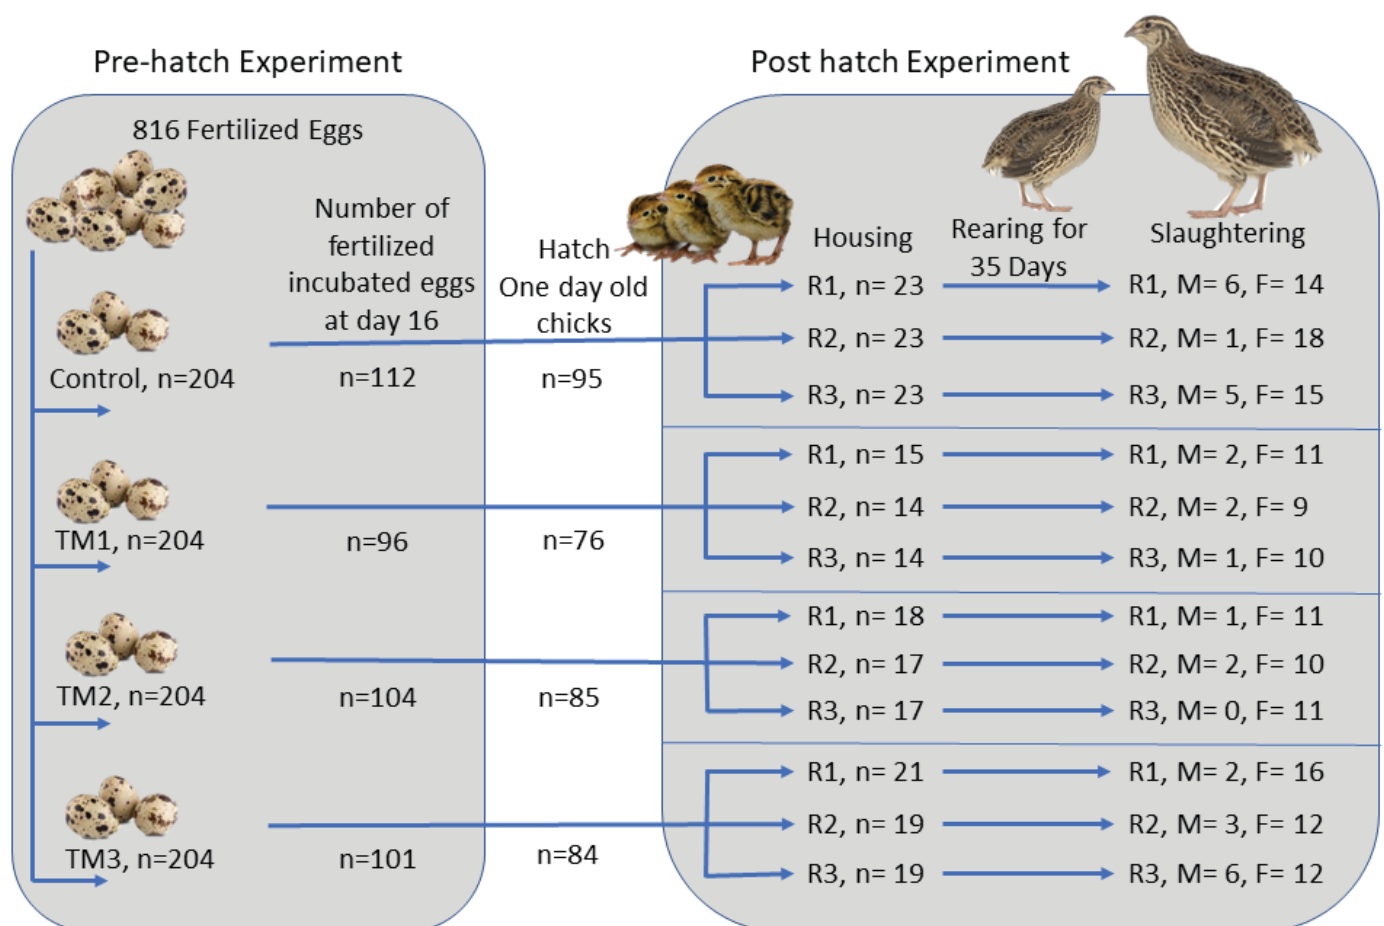 Pre-hatch Experiment
Post hatch Experiment
816 Fertilized Eggs
Number of
fertilized
incubated eggs
at day 16
Hatch
One day old
chicks
Housing
Rearing for
35 Days
Slaughtering
Control, n=204
n=112
n=95
R1, n= 23
R1, M= 6, F= 14
R2, n= 23
R2, M= 1, F= 18
R3, n= 23
R3, M= 5, F= 15
TM1, n=204
n=96
n=76
R1, n= 15
R1, M= 2, F= 11
R2, n= 14
R2, M= 2, F= 9
R3, n= 14
R3, M= 1, F= 10
TM2, n=204
n=104
n=85
R1, n= 18
R1, M= 1, F= 11
R2, n= 17
R2, M= 2, F= 10
R3, n= 17
R3, M= 0, F= 11
TM3, n=204
n=101
n=84
R1, n= 21
R1, M= 2, F= 16
R2, n= 19
R2, M= 3, F= 12
R3, n= 19
R3, M= 6, F= 12